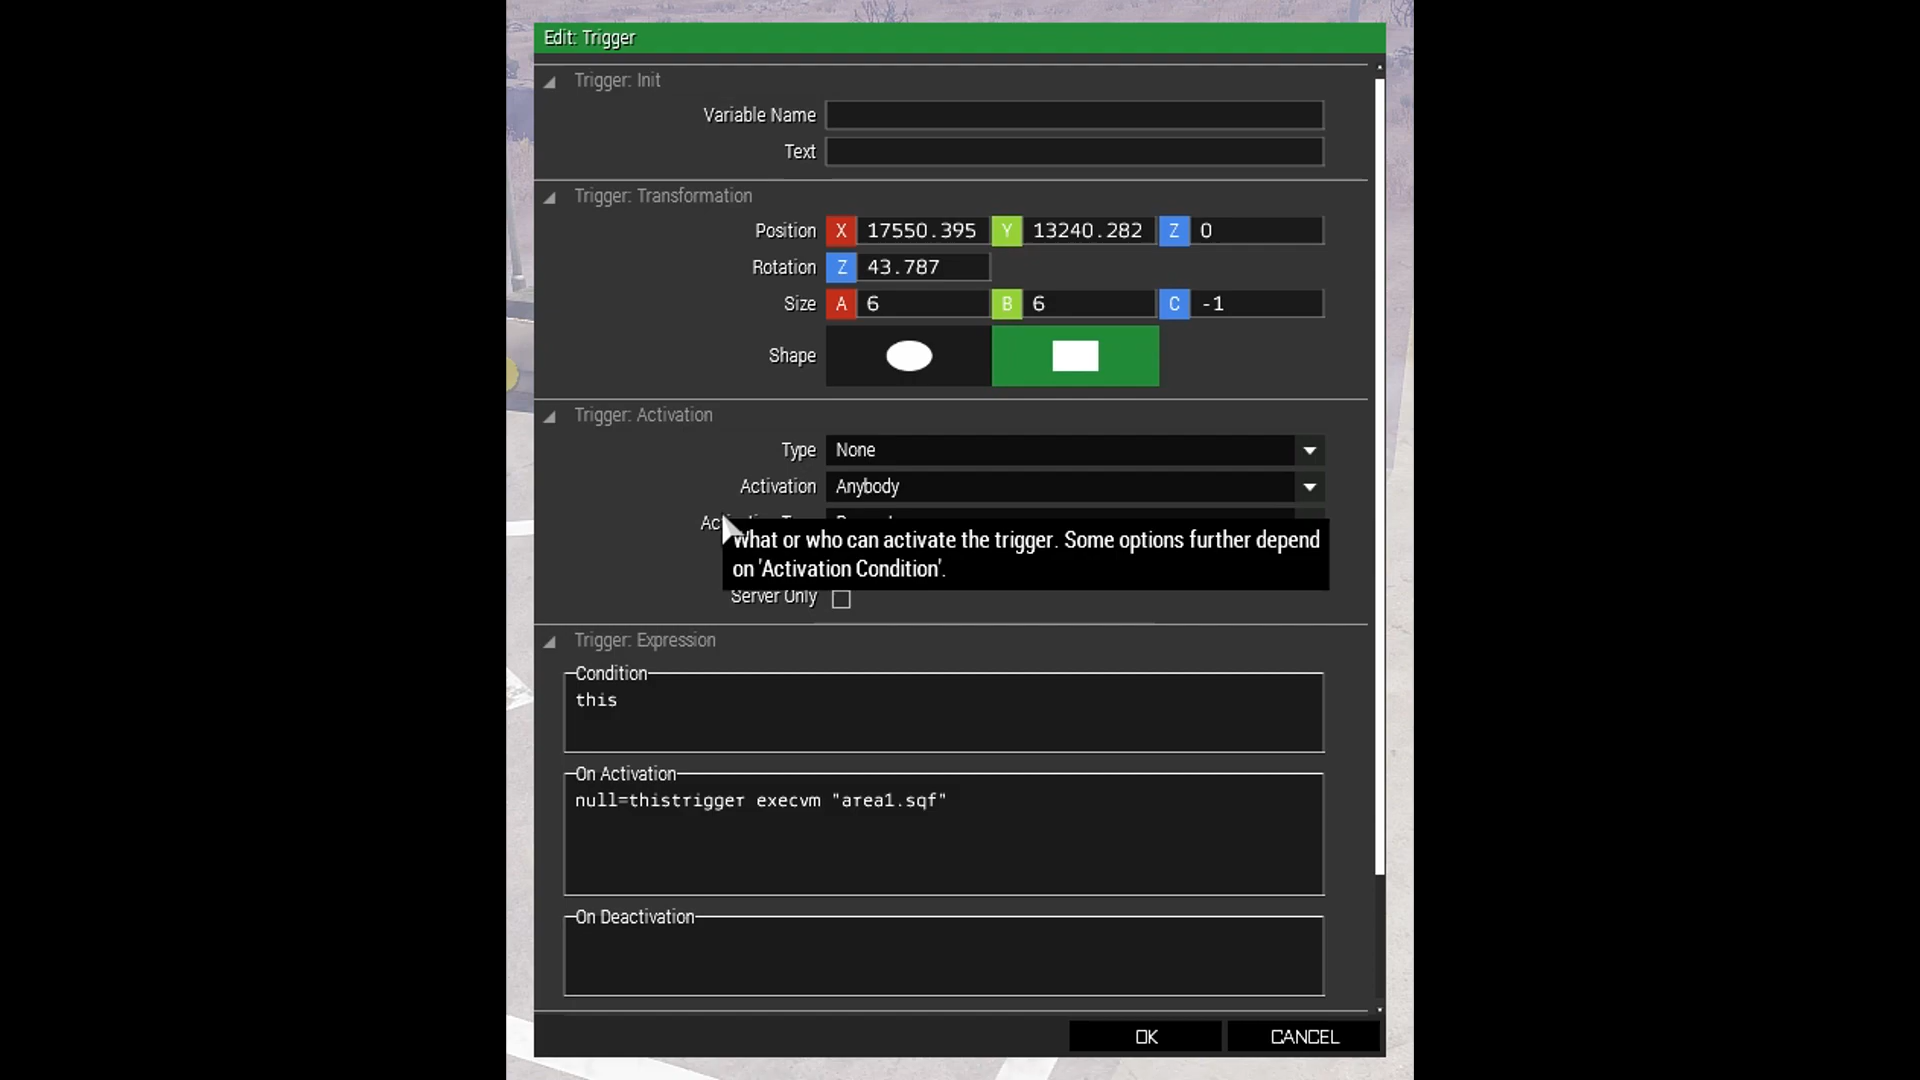 Edit: Trigger
Trigger: Init
Variable Name
Text
Trigger: Transformation
Position X 17550.395 Y 13240.282 Z 0
Rotation Z 43.787
Size A 6 B 6 C -1
Shape
Trigger: Activation
Type None
Activation Anybody
What or who can activate the trigger. Some options further depend
on 'Activation Condition'.
Server Only
Trigger: Expression
Condition
this
On Activation
null=thistrigger execvm "area1.sqf"
On Deactivation
OK CANCEL